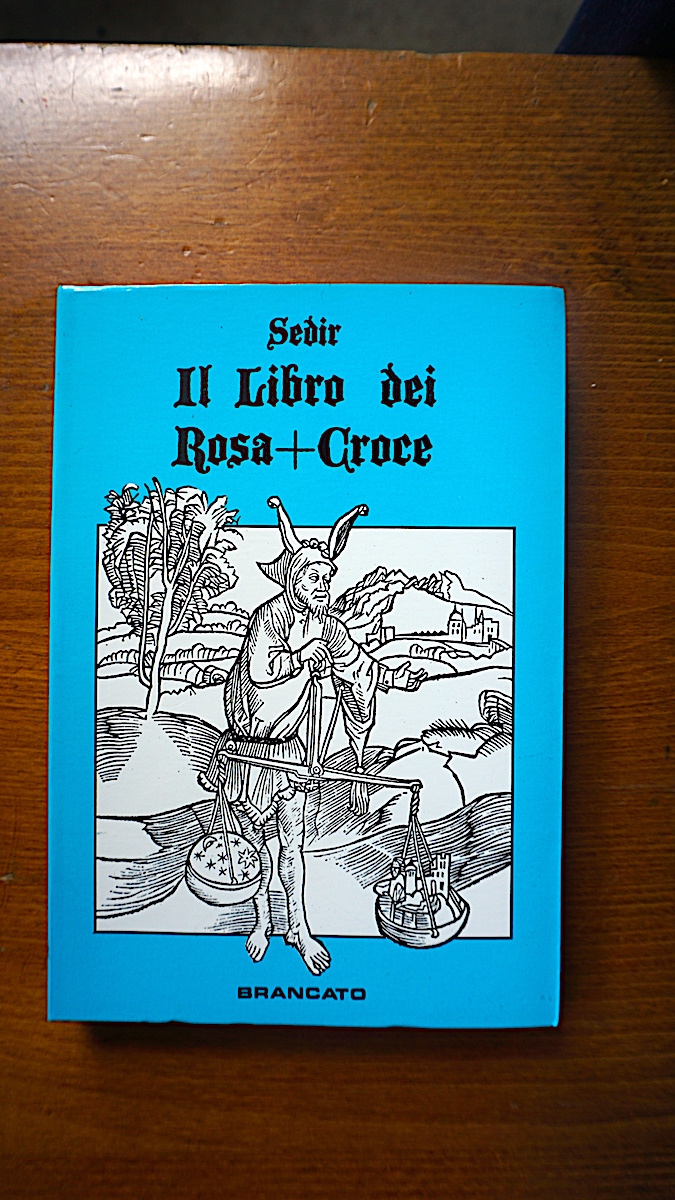 Sedir
Il Libro dei
Rosa+Croce
BRANCATO